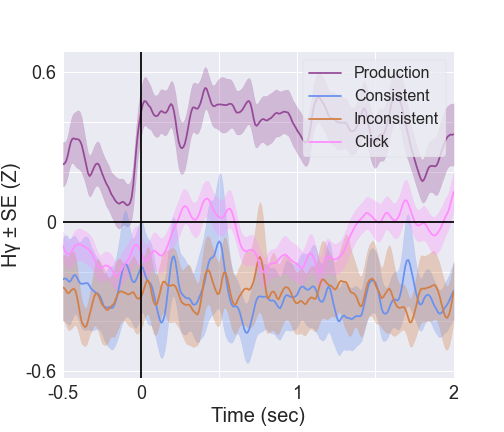 Hγ ± SE (Z)
0.6
0
-0.6
Production
Consistent
Inconsistent
Click
-0.5
0
1
2
Time (sec)